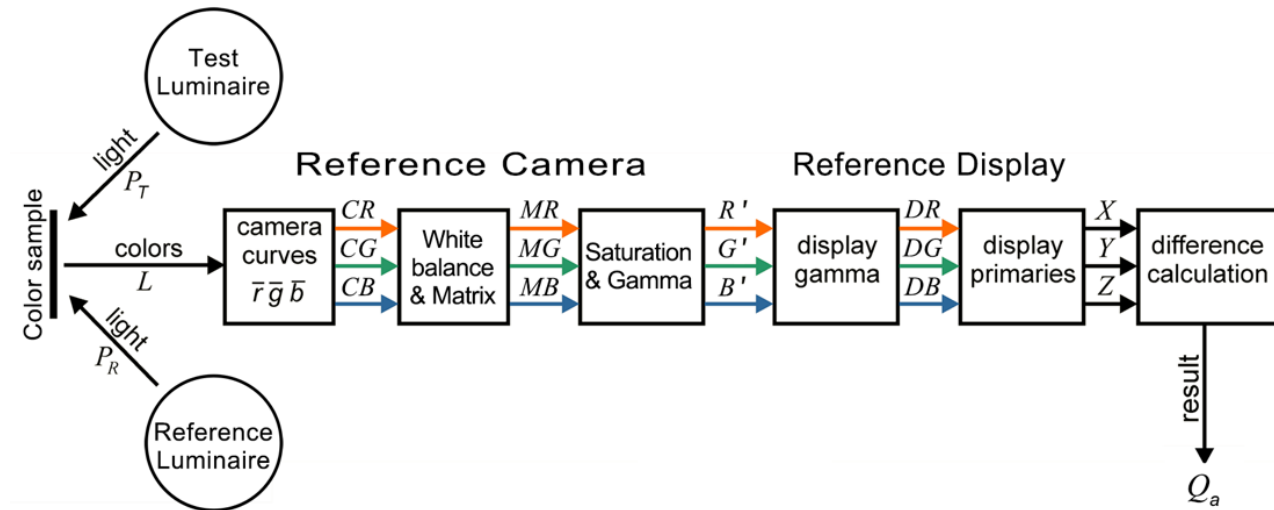 Test
Luminaire
light
P_T
Reference Camera
Reference Display
Color sample
colors
L
camera
curves
r̄ ḡ b̄
CR
CG
CB
White
balance
& Matrix
MR
MG
MB
Saturation
& Gamma
R'
G'
B'
display
gamma
DR
DG
DB
display
primaries
X
Y
Z
difference
calculation
light
P_R
Reference
Luminaire
result
Q_a